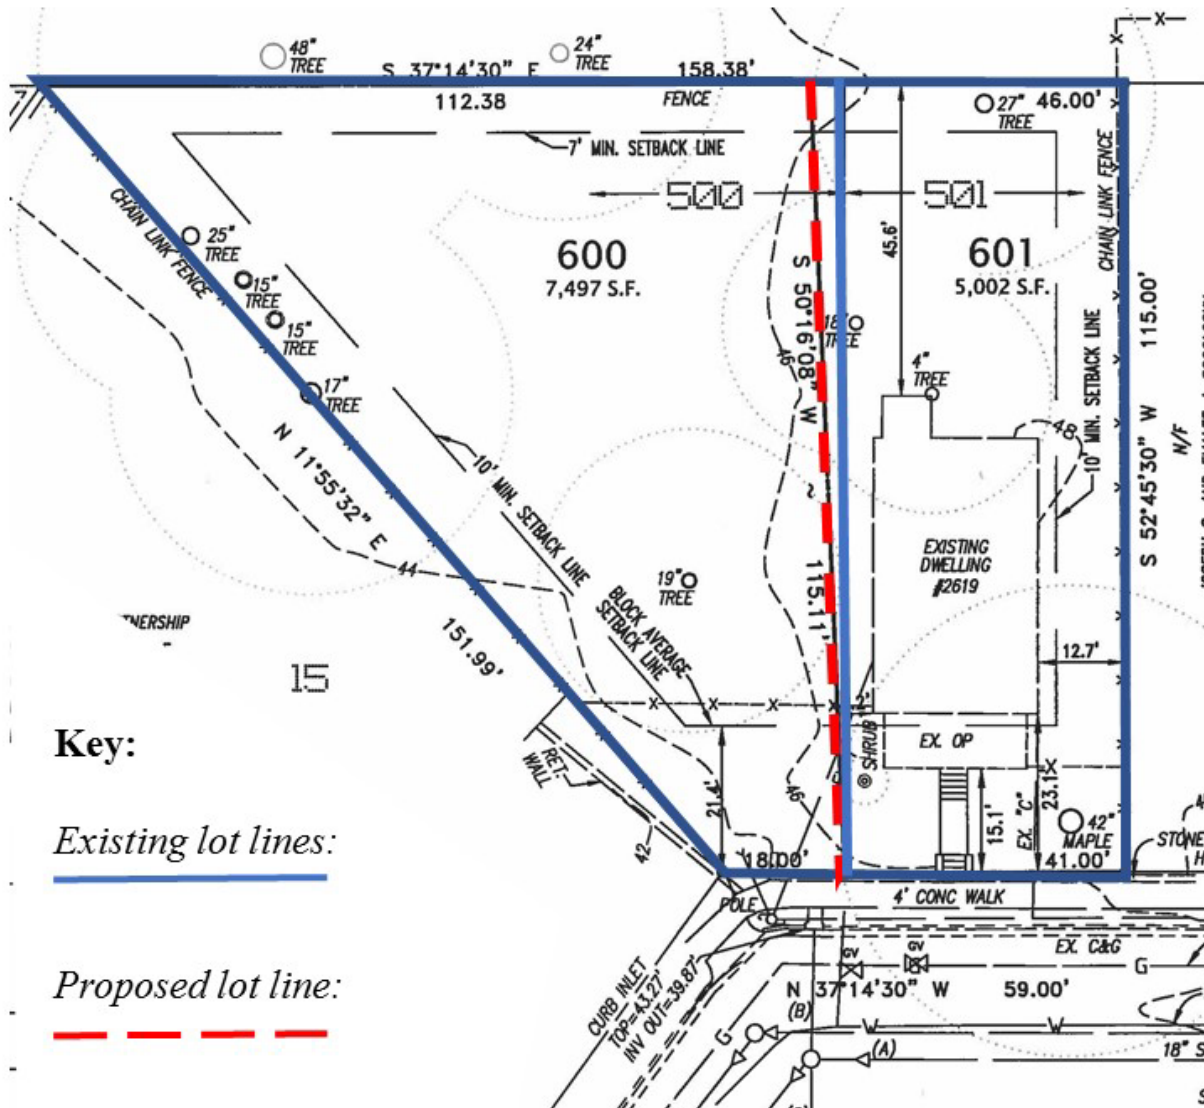 48"
TREE
24"
TREE
S 37°14'30" E
158.38'
112.38
FENCE
27"
TREE
46.00'
7' MIN. SETBACK LINE
CHAIN LINK FENCE
500
501
CHAIN LINK FENCE
25"
TREE
600
7,497 S.F.
601
5,002 S.F.
45.6'
15"
TREE
15"
TREE
S 50°16'08" W ~ 115.11'
18"
TREE
46
4"
TREE
17"
TREE
48
10' MIN. SETBACK LINE
S 52°45'30" W 115.00'
N/F
N 11°55'32" E
151.99'
10' MIN. SETBACK LINE
44
EXISTING
DWELLING
#2619
19"
TREE
BLOCK AVERAGE
SETBACK LINE
TNERSHIP
15
12.7'
SHRUB
EX. OP
RET.
WALL
46
42
15.1'
23.1
EX. "C"
42"
MAPLE
STONE
18.00'
41.00'
4' CONC WALK
POLE
EX. C&G
GV
GV
G
CURB INLET
TOP=43.27'
INV OUT=39.87'
N 37°14'30" W 59.00'
(B)
G
W
W
(A)
18" S
Key:
Existing lot lines:
Proposed lot line: